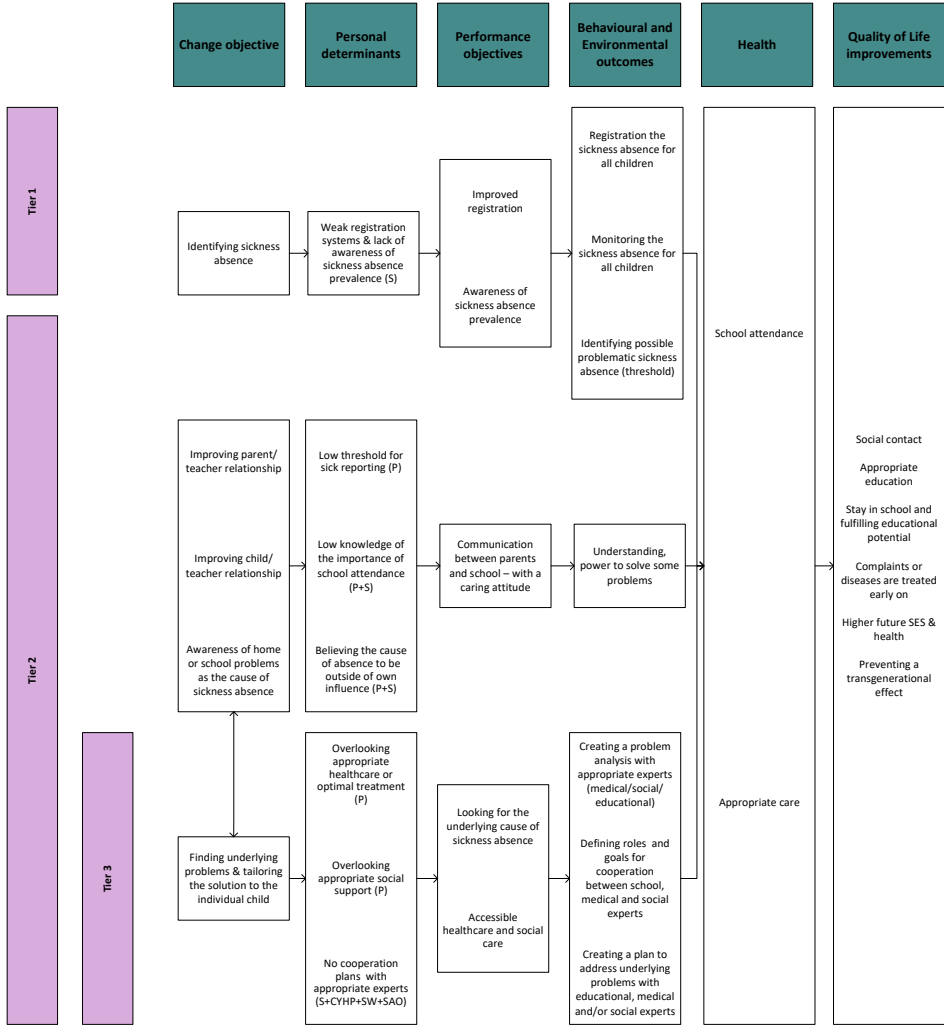 Change objective
Personal
determinants
Performance
objectives
Behavioural and
Environmental
outcomes
Health
Quality of Life
improvements
Tier 1
Identifying sickness
absence
Weak registration
systems & lack of
awareness of
sickness absence
prevalence (S)
Improved
registration
Awareness of
sickness absence
prevalence
Registration the
sickness absence for
all children
Monitoring the
sickness absence for
all children
Identifying possible
problematic sickness
absence (threshold)
School attendance
Appropriate care
Social contact
Appropriate
education
Stay in school and
fulfilling educational
potential
Complaints or
diseases are treated
early on
Higher future SES &
health
Preventing a
transgenerational
effect
Tier 2
Improving parent/
teacher relationship
Improving child/
teacher relationship
Awareness of home
or school problems
as the cause of
sickness absence
Low threshold for
sick reporting (P)
Low knowledge of
the importance of
school attendance
(P+S)
Believing the cause
of absence to be
outside of own
influence (P+S)
Communication
between parents
and school – with a
caring attitude
Understanding,
power to solve some
problems
Tier 3
Finding underlying
problems & tailoring
the solution to the
individual child
Overlooking
appropriate
healthcare or
optimal treatment
(P)
Overlooking
appropriate social
support (P)
No cooperation
plans with
appropriate experts
(S+CYHP+SW+SAO)
Looking for the
underlying cause of
sickness absence
Accessible
healthcare and social
care
Creating a problem
analysis with
appropriate experts
(medical/social/
educational)
Defining roles and
goals for
cooperation
between school,
medical and social
experts
Creating a plan to
address underlying
problems with
educational, medical
and/or social experts